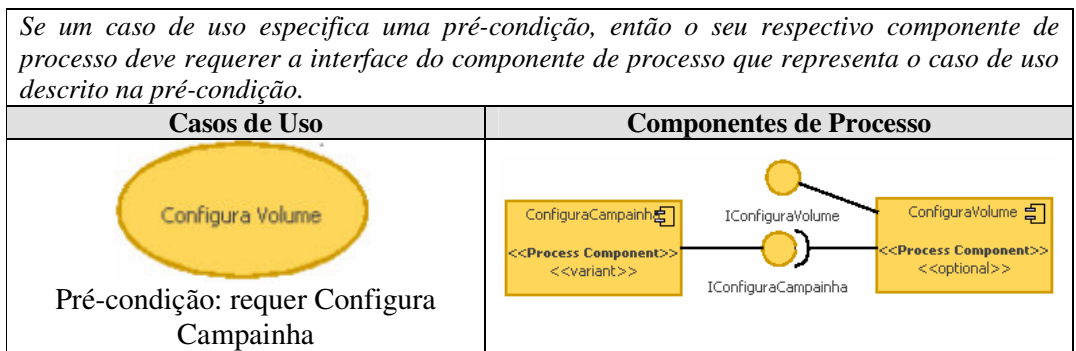 Se um caso de uso especifica uma pré-condição, então o seu respectivo componente de
processo deve requerer a interface do componente de processo que representa o caso de uso
descrito na pré-condição.
Casos de Uso
Componentes de Processo
Configura Volume
Pré-condição: requer Configura
Campainha
ConfiguraCampainha
<<Process Component>>
<<variant>>
IConfiguraVolume
IConfiguraCampainha
ConfiguraVolume
<<Process Component>>
<<optional>>